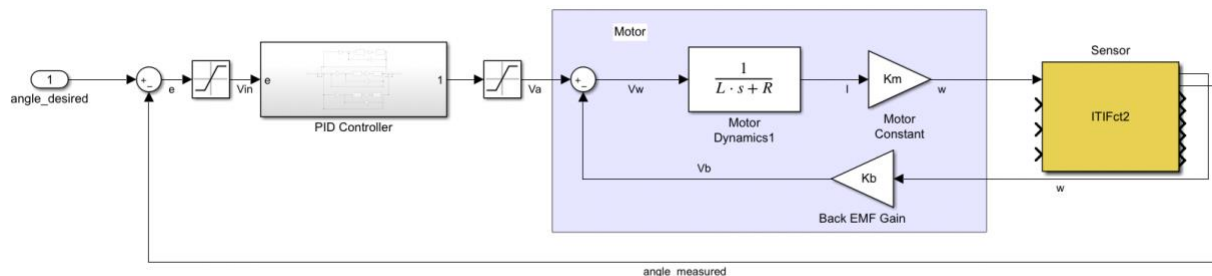 Motor
Sensor
1
angle_desired
+
−
e
Vin
e
1
PID Controller
Va
+
−
Vw
1
L · s + R
Motor
Dynamics1
I
Km
Motor
Constant
w
ITIFct2
Vb
Kb
Back EMF Gain
w
angle_measured